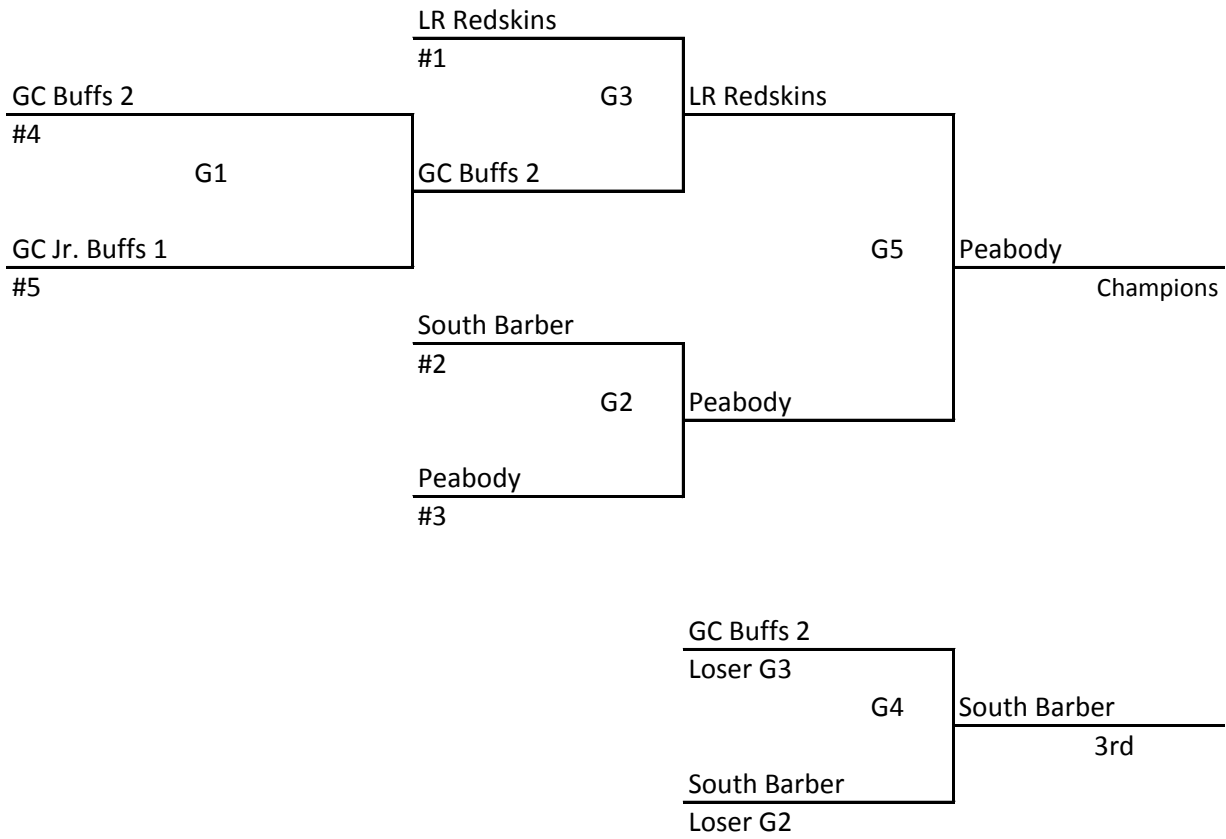 LR Redskins
#1
GC Buffs 2
G3
LR Redskins
#4
G1
GC Buffs 2
GC Jr. Buffs 1
G5
Peabody
#5
Champions
South Barber
#2
G2
Peabody
Peabody
#3
GC Buffs 2
Loser G3
G4
South Barber
3rd
South Barber
Loser G2